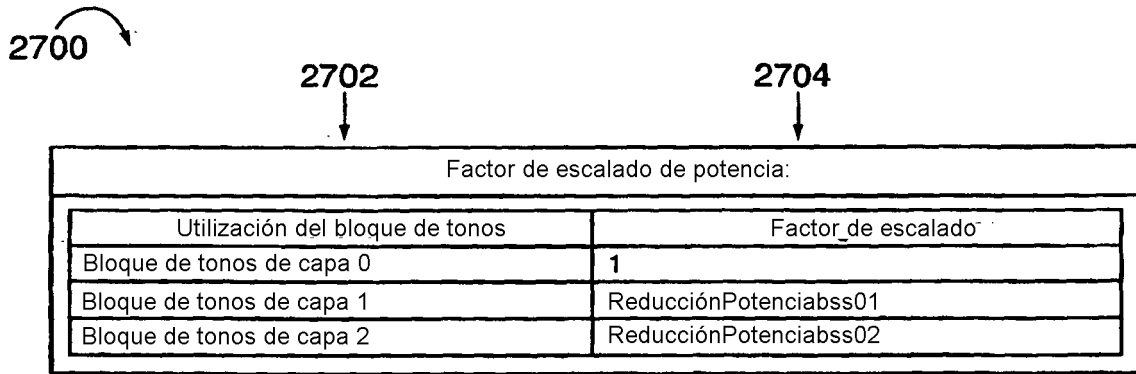 2700
2702 2704
Factor de escalado de potencia:
Utilización del bloque de tonos Factor de escalado
Bloque de tonos de capa 0 1
Bloque de tonos de capa 1 ReducciónPotenciabss01
Bloque de tonos de capa 2 ReducciónPotenciabss02